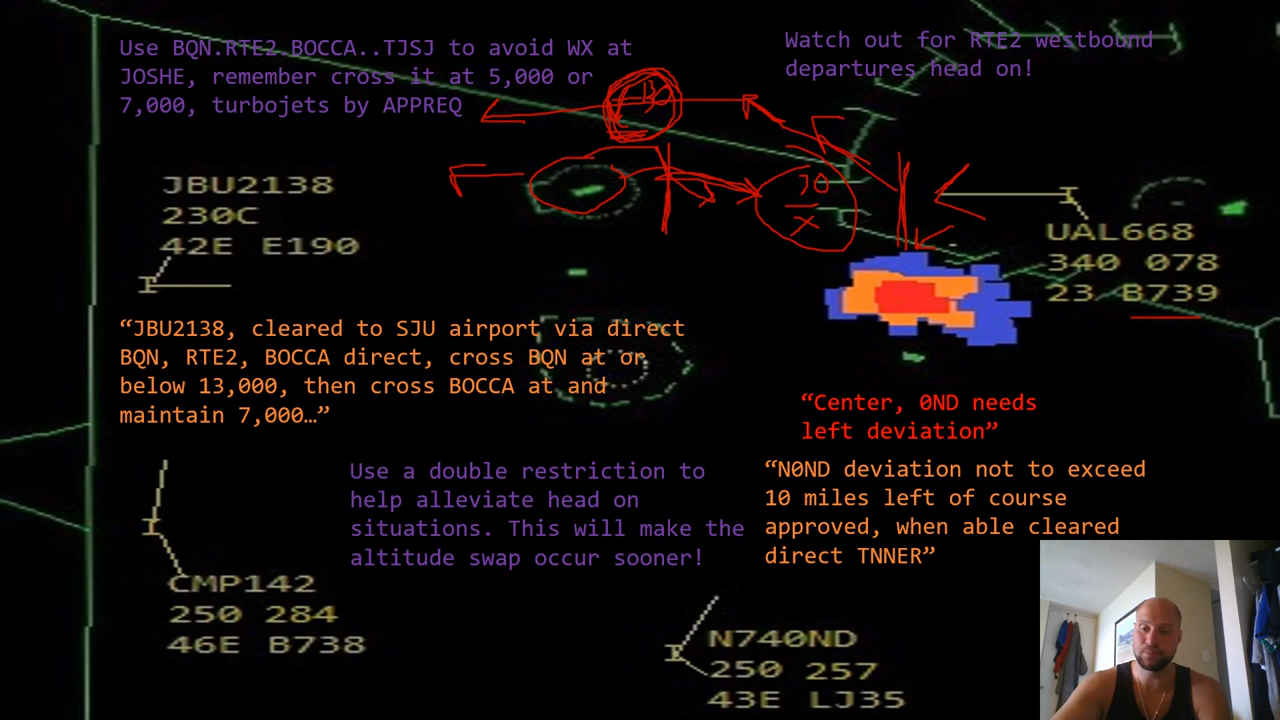 Use BQN.RTE2.BOCCA..TJSJ to avoid WX at
JOSHE, remember cross it at 5,000 or
7,000, turbojets by APPREQ
Watch out for RTE2 westbound
departures head on!
JBU2138
230C
42E E190
UAL668
340 078
23 B739
“JBU2138, cleared to SJU airport via direct
BQN, RTE2, BOCCA direct, cross BQN at or
below 13,000, then cross BOCCA at and
maintain 7,000…”
“Center, 0ND needs
left deviation”
Use a double restriction to
help alleviate head on
situations. This will make the
altitude swap occur sooner!
“N0ND deviation not to exceed
10 miles left of course
approved, when able cleared
direct TNNER”
CMP142
250 284
46E B738
N740ND
250 257
43E LJ35